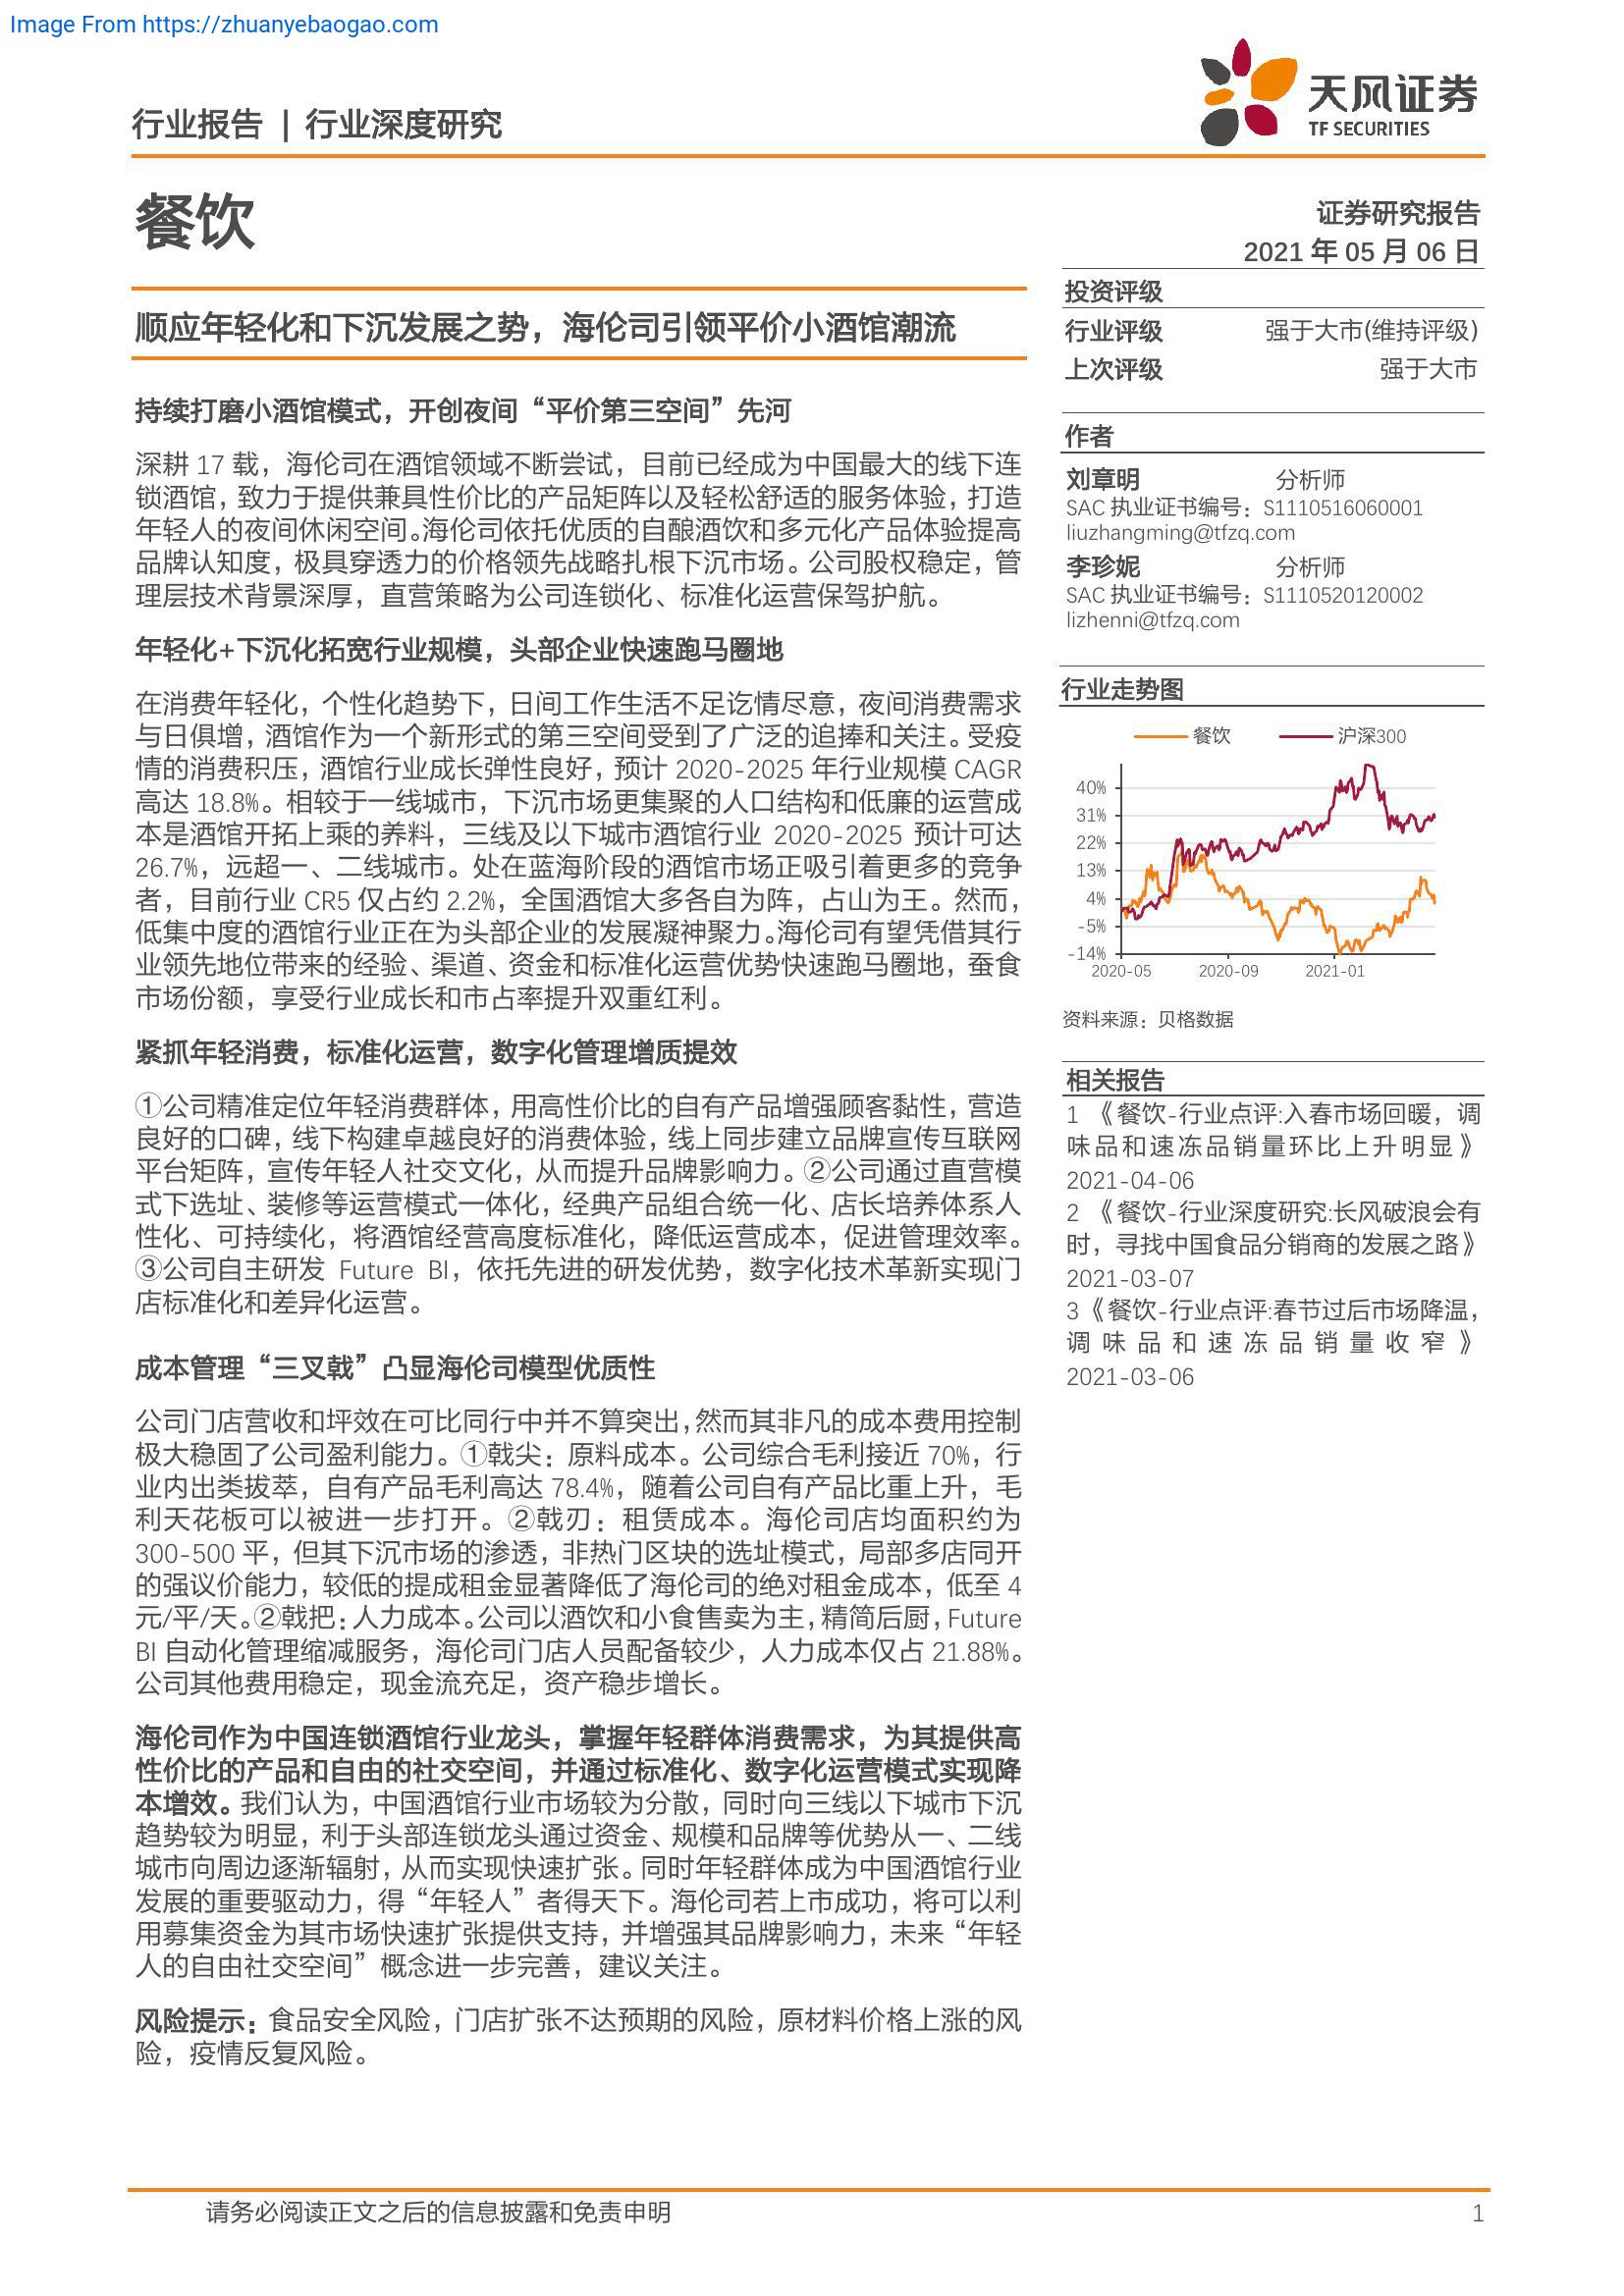 Image From https://zhuanyebaogao.com
行业报告 | 行业深度研究
天风证券
TF SECURITIES
餐饮
证券研究报告
2021 年 05 月 06 日
顺应年轻化和下沉发展之势，海伦司引领平价小酒馆潮流
持续打磨小酒馆模式，开创夜间“平价第三空间”先河
深耕 17 载，海伦司在酒馆领域不断尝试，目前已经成为中国最大的线下连
锁酒馆，致力于提供兼具性价比的产品矩阵以及轻松舒适的服务体验，打造
年轻人的夜间休闲空间。海伦司依托优质的自酿酒饮和多元化产品体验提高
品牌认知度，极具穿透力的价格领先战略扎根下沉市场。公司股权稳定，管
理层技术背景深厚，直营策略为公司连锁化、标准化运营保驾护航。
年轻化+下沉化拓宽行业规模，头部企业快速跑马圈地
在消费年轻化，个性化趋势下，日间工作生活不足讫情尽意，夜间消费需求
与日俱增，酒馆作为一个新形式的第三空间受到了广泛的追捧和关注。受疫
情的消费积压，酒馆行业成长弹性良好，预计 2020-2025 年行业规模 CAGR
高达 18.8%。相较于一线城市，下沉市场更集聚的人口结构和低廉的运营成
本是酒馆开拓上乘的养料，三线及以下城市酒馆行业 2020-2025 预计可达
26.7%，远超一、二线城市。处在蓝海阶段的酒馆市场正吸引着更多的竞争
者，目前行业 CR5 仅占约 2.2%，全国酒馆大多各自为阵，占山为王。然而，
低集中度的酒馆行业正在为头部企业的发展凝神聚力。海伦司有望凭借其行
业领先地位带来的经验、渠道、资金和标准化运营优势快速跑马圈地，蚕食
市场份额，享受行业成长和市占率提升双重红利。
紧抓年轻消费，标准化运营，数字化管理增质提效
①公司精准定位年轻消费群体，用高性价比的自有产品增强顾客黏性，营造
良好的口碑，线下构建卓越良好的消费体验，线上同步建立品牌宣传互联网
平台矩阵，宣传年轻人社交文化，从而提升品牌影响力。②公司通过直营模
式下选址、装修等运营模式一体化，经典产品组合统一化、店长培养体系人
性化、可持续化，将酒馆经营高度标准化，降低运营成本，促进管理效率。
③公司自主研发 Future BI，依托先进的研发优势，数字化技术革新实现门
店标准化和差异化运营。
成本管理“三叉戟”凸显海伦司模型优质性
公司门店营收和坪效在可比同行中并不算突出，然而其非凡的成本费用控制
极大稳固了公司盈利能力。①戟尖：原料成本。公司综合毛利接近 70%，行
业内出类拔萃，自有产品毛利高达 78.4%，随着公司自有产品比重上升，毛
利天花板可以被进一步打开。②戟刃：租赁成本。海伦司店均面积约为
300-500 平，但其下沉市场的渗透，非热门区块的选址模式，局部多店同开
的强议价能力，较低的提成租金显著降低了海伦司的绝对租金成本，低至 4
元/平/天。②戟把：人力成本。公司以酒饮和小食售卖为主，精简后厨，Future
BI 自动化管理缩减服务，海伦司门店人员配备较少，人力成本仅占 21.88%。
公司其他费用稳定，现金流充足，资产稳步增长。
海伦司作为中国连锁酒馆行业龙头，掌握年轻群体消费需求，为其提供高
性价比的产品和自由的社交空间，并通过标准化、数字化运营模式实现降
本增效。我们认为，中国酒馆行业市场较为分散，同时向三线以下城市下沉
趋势较为明显，利于头部连锁龙头通过资金、规模和品牌等优势从一、二线
城市向周边逐渐辐射，从而实现快速扩张。同时年轻群体成为中国酒馆行业
发展的重要驱动力，得“年轻人”者得天下。海伦司若上市成功，将可以利
用募集资金为其市场快速扩张提供支持，并增强其品牌影响力，未来“年轻
人的自由社交空间”概念进一步完善，建议关注。
风险提示：食品安全风险，门店扩张不达预期的风险，原材料价格上涨的风
险，疫情反复风险。
投资评级
行业评级 强于大市(维持评级)
上次评级 强于大市
作者
刘章明 分析师
SAC 执业证书编号：S1110516060001
liuzhangming@tfzq.com
李珍妮 分析师
SAC 执业证书编号：S1110520120002
lizhenni@tfzq.com
行业走势图
餐饮 沪深300
40%
31%
22%
13%
4%
-5%
-14%
2020-05 2020-09 2021-01
资料来源：贝格数据
相关报告
1 《餐饮-行业点评:入春市场回暖，调
味品和速冻品销量环比上升明显》
2021-04-06
2 《餐饮-行业深度研究:长风破浪会有
时，寻找中国食品分销商的发展之路》
2021-03-07
3《餐饮-行业点评:春节过后市场降温，
调味品和速冻品销量收窄》
2021-03-06
请务必阅读正文之后的信息披露和免责申明 1